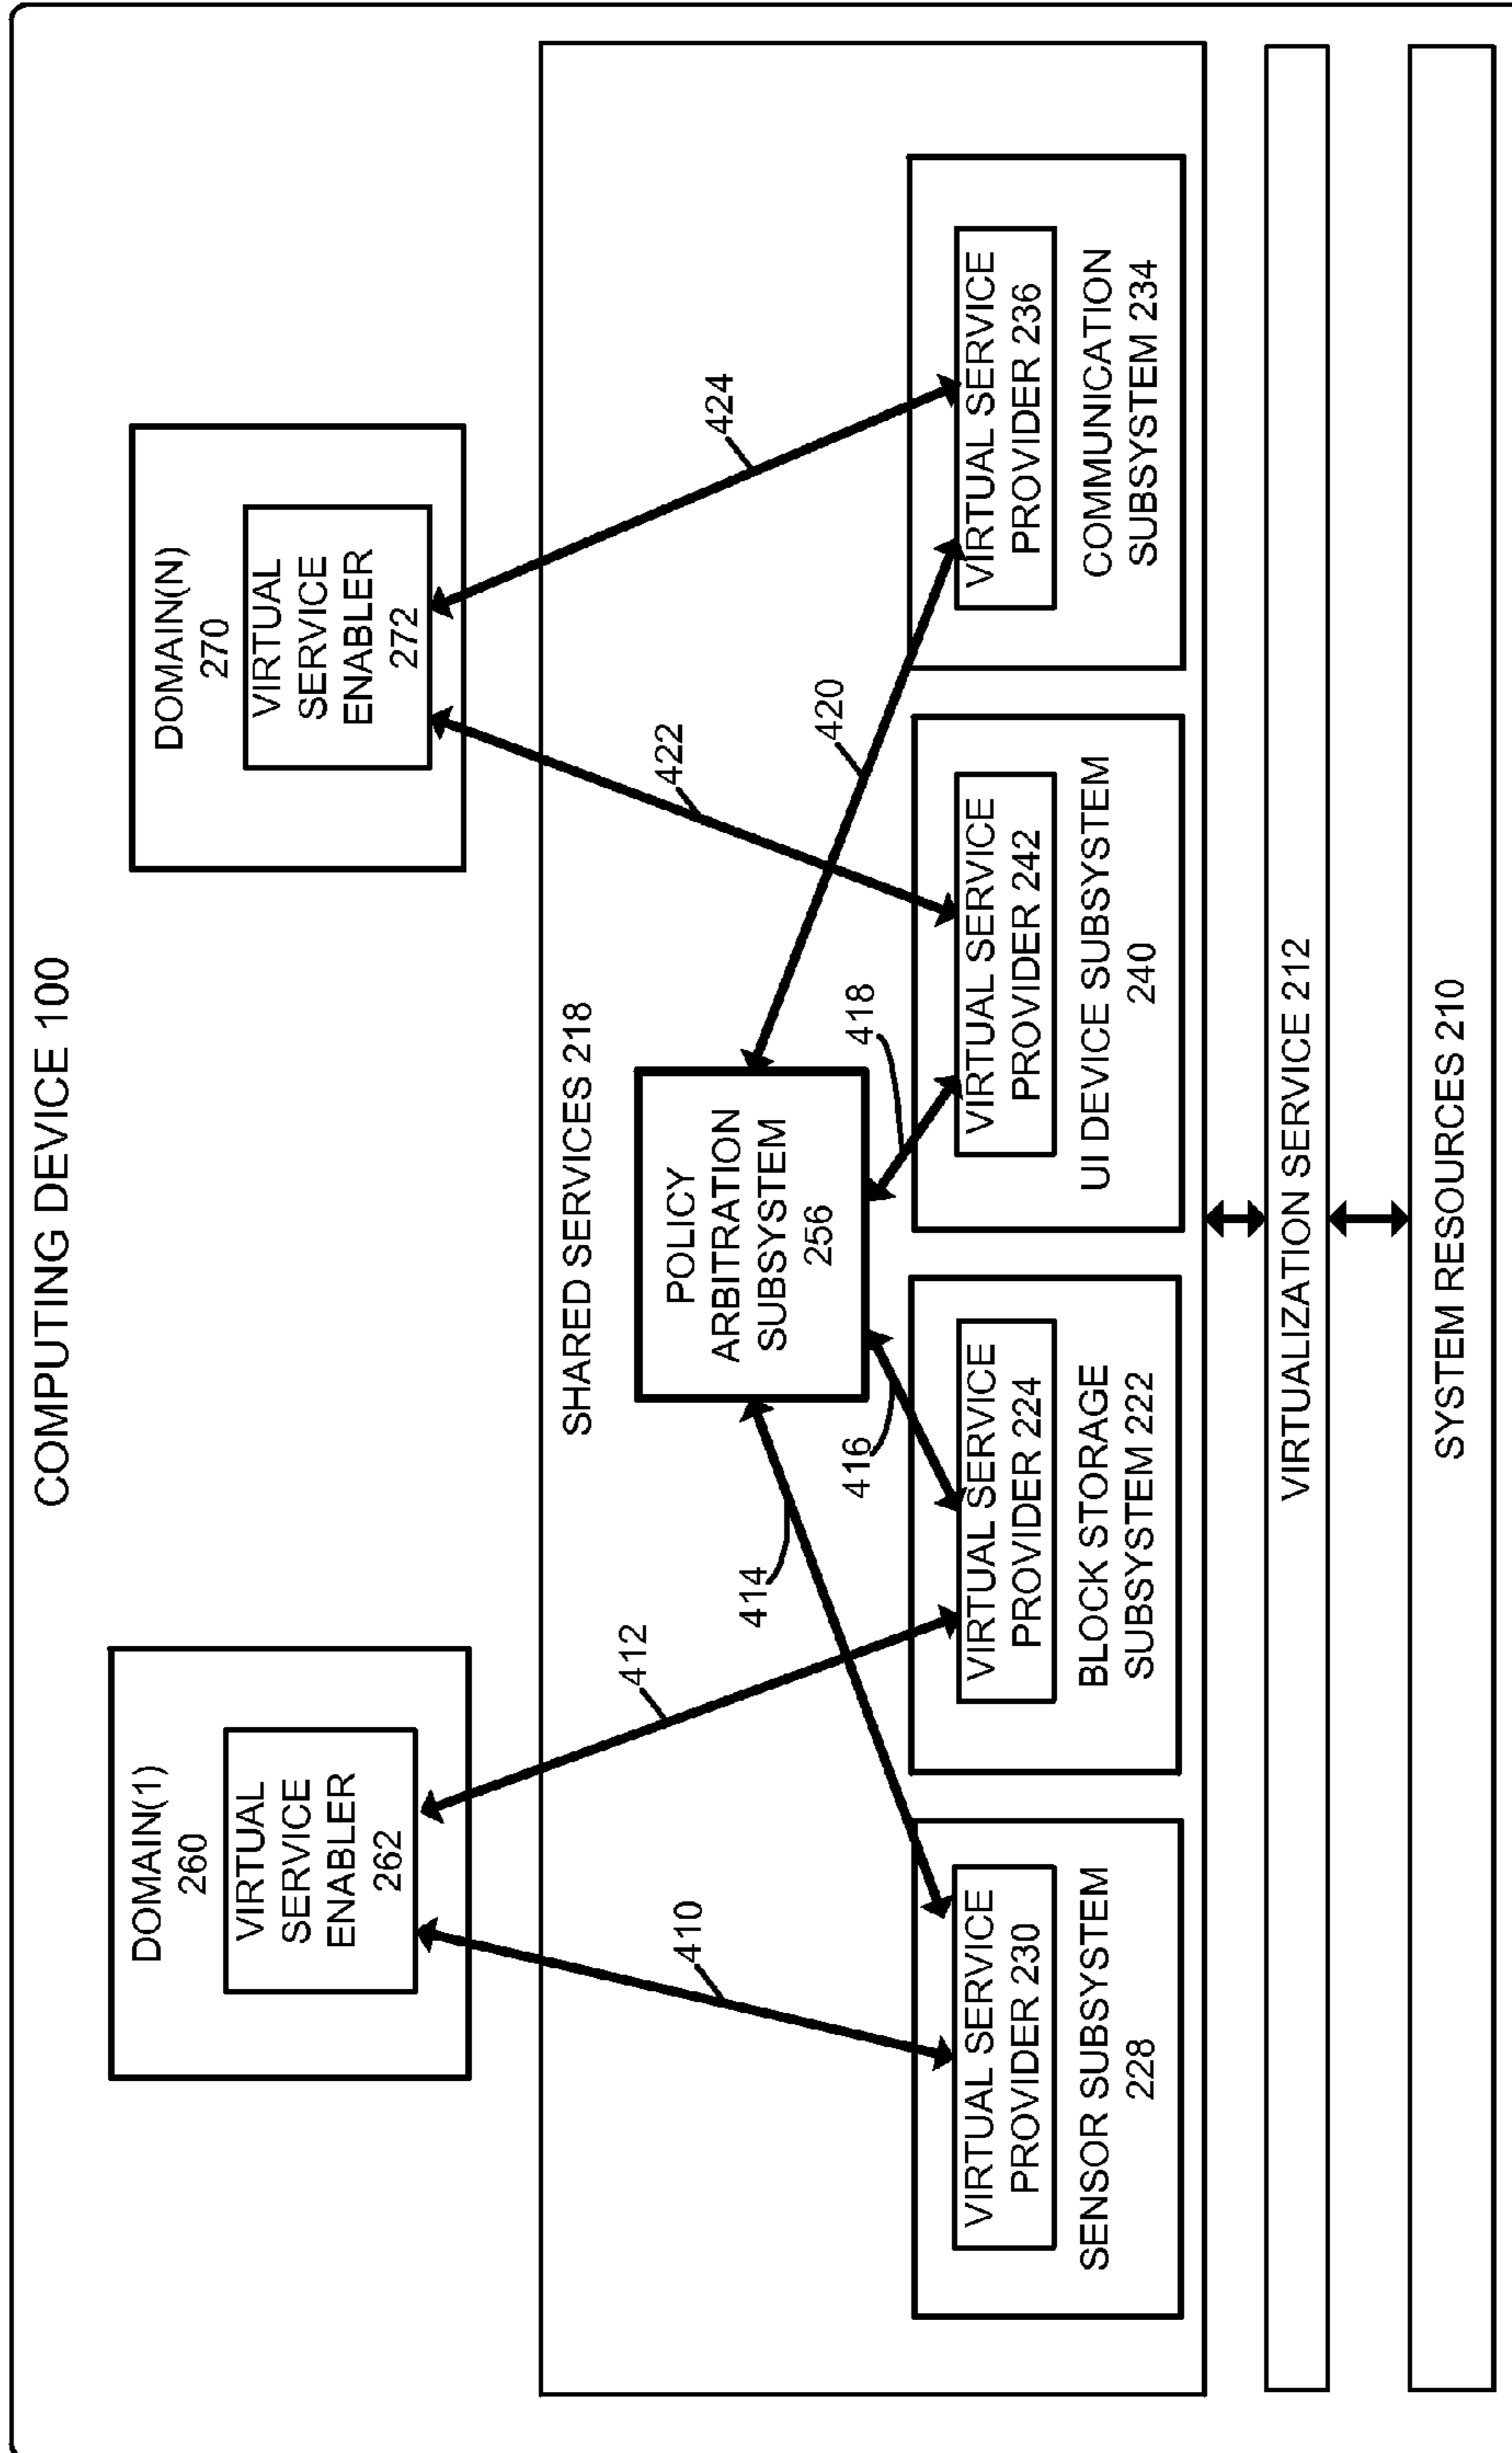 COMPUTING DEVICE 100
DOMAIN(1)
260
VIRTUAL
SERVICE
ENABLER
262
DOMAIN(N)
270
VIRTUAL
SERVICE
ENABLER
272
SHARED SERVICES 218
410
412
414
416
418
420
422
424
POLICY
ARBITRATION
SUBSYSTEM
256
VIRTUAL SERVICE
PROVIDER 230
SENSOR SUBSYSTEM
228
VIRTUAL SERVICE
PROVIDER 224
BLOCK STORAGE
SUBSYSTEM 222
VIRTUAL SERVICE
PROVIDER 242
UI DEVICE SUBSYSTEM
240
VIRTUAL SERVICE
PROVIDER 236
COMMUNICATION
SUBSYSTEM 234
VIRTUALIZATION SERVICE 212
SYSTEM RESOURCES 210